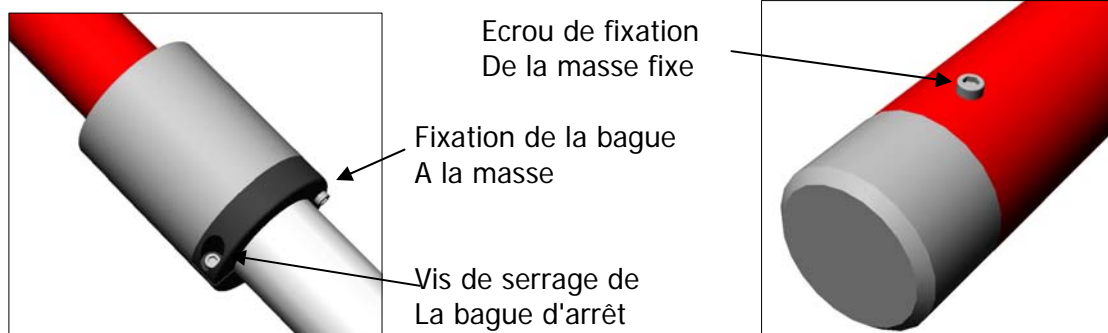 Ecrou de fixation
De la masse fixe
Fixation de la bague
A la masse
Vis de serrage de
La bague d'arrêt